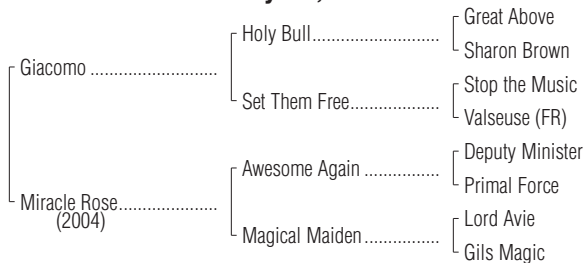 Great Above
Holy Bull
Sharon Brown
Giacomo
Stop the Music
Set Them Free
Valseuse (FR)
Deputy Minister
Awesome Again
Primal Force
Miracle Rose
(2004)
Lord Avie
Magical Maiden
Gils Magic